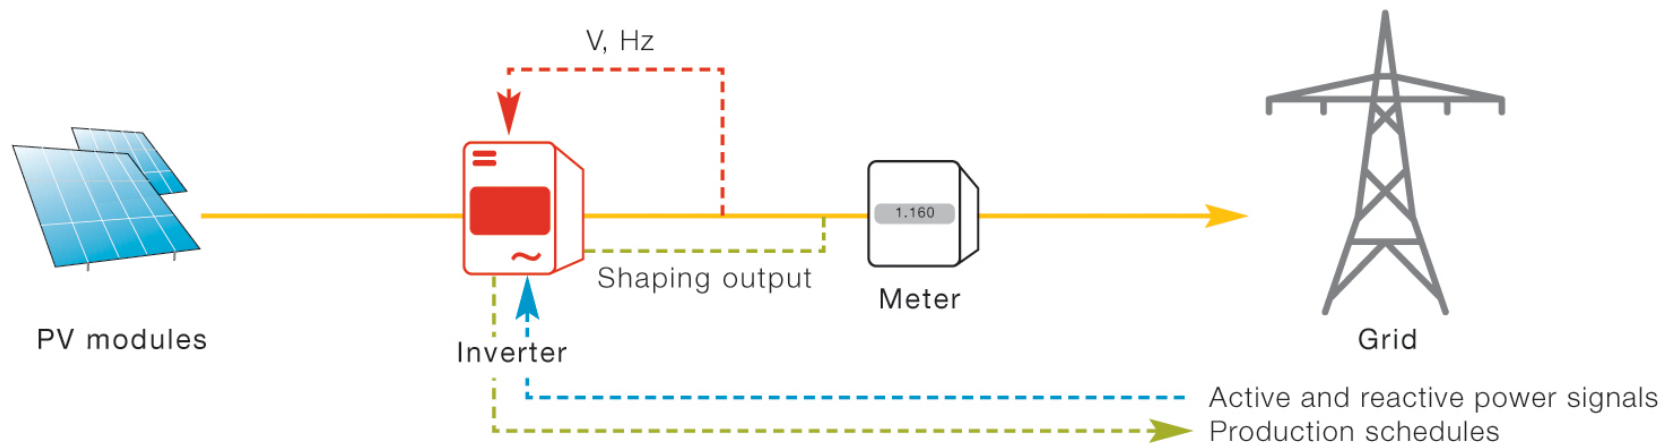 V, Hz
1.160
Shaping output
Meter
PV modules
Inverter
Grid
Active and reactive power signals
Production schedules